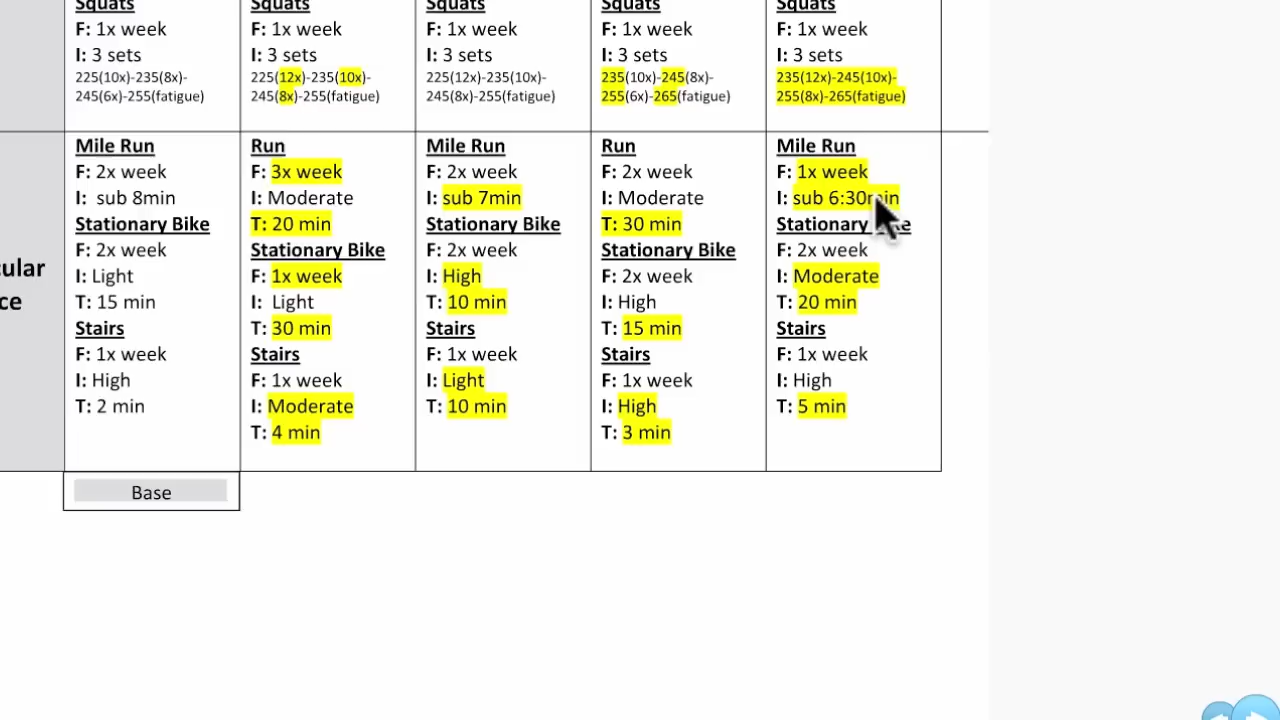 Squats
F: 1x week
I: 3 sets
225(10x)-235(8x)-
245(6x)-255(fatigue)
Squats
F: 1x week
I: 3 sets
225(12x)-235(10x)-
245(8x)-255(fatigue)
Squats
F: 1x week
I: 3 sets
225(12x)-235(10x)-
245(8x)-255(fatigue)
Squats
F: 1x week
I: 3 sets
235(10x)-245(8x)-
255(6x)-265(fatigue)
Squats
F: 1x week
I: 3 sets
235(12x)-245(10x)-
255(8x)-265(fatigue)
cular
ce
Mile Run
F: 2x week
I: sub 8min
Stationary Bike
F: 2x week
I: Light
T: 15 min
Stairs
F: 1x week
I: High
T: 2 min
Run
F: 3x week
I: Moderate
T: 20 min
Stationary Bike
F: 1x week
I: Light
T: 30 min
Stairs
F: 1x week
I: Moderate
T: 4 min
Mile Run
F: 2x week
I: sub 7min
Stationary Bike
F: 2x week
I: High
T: 10 min
Stairs
F: 1x week
I: Light
T: 10 min
Run
F: 2x week
I: Moderate
T: 30 min
Stationary Bike
F: 2x week
I: High
T: 15 min
Stairs
F: 1x week
I: High
T: 3 min
Mile Run
F: 1x week
I: sub 6:30min
Stationary Bike
F: 2x week
I: Moderate
T: 20 min
Stairs
F: 1x week
I: High
T: 5 min
Base